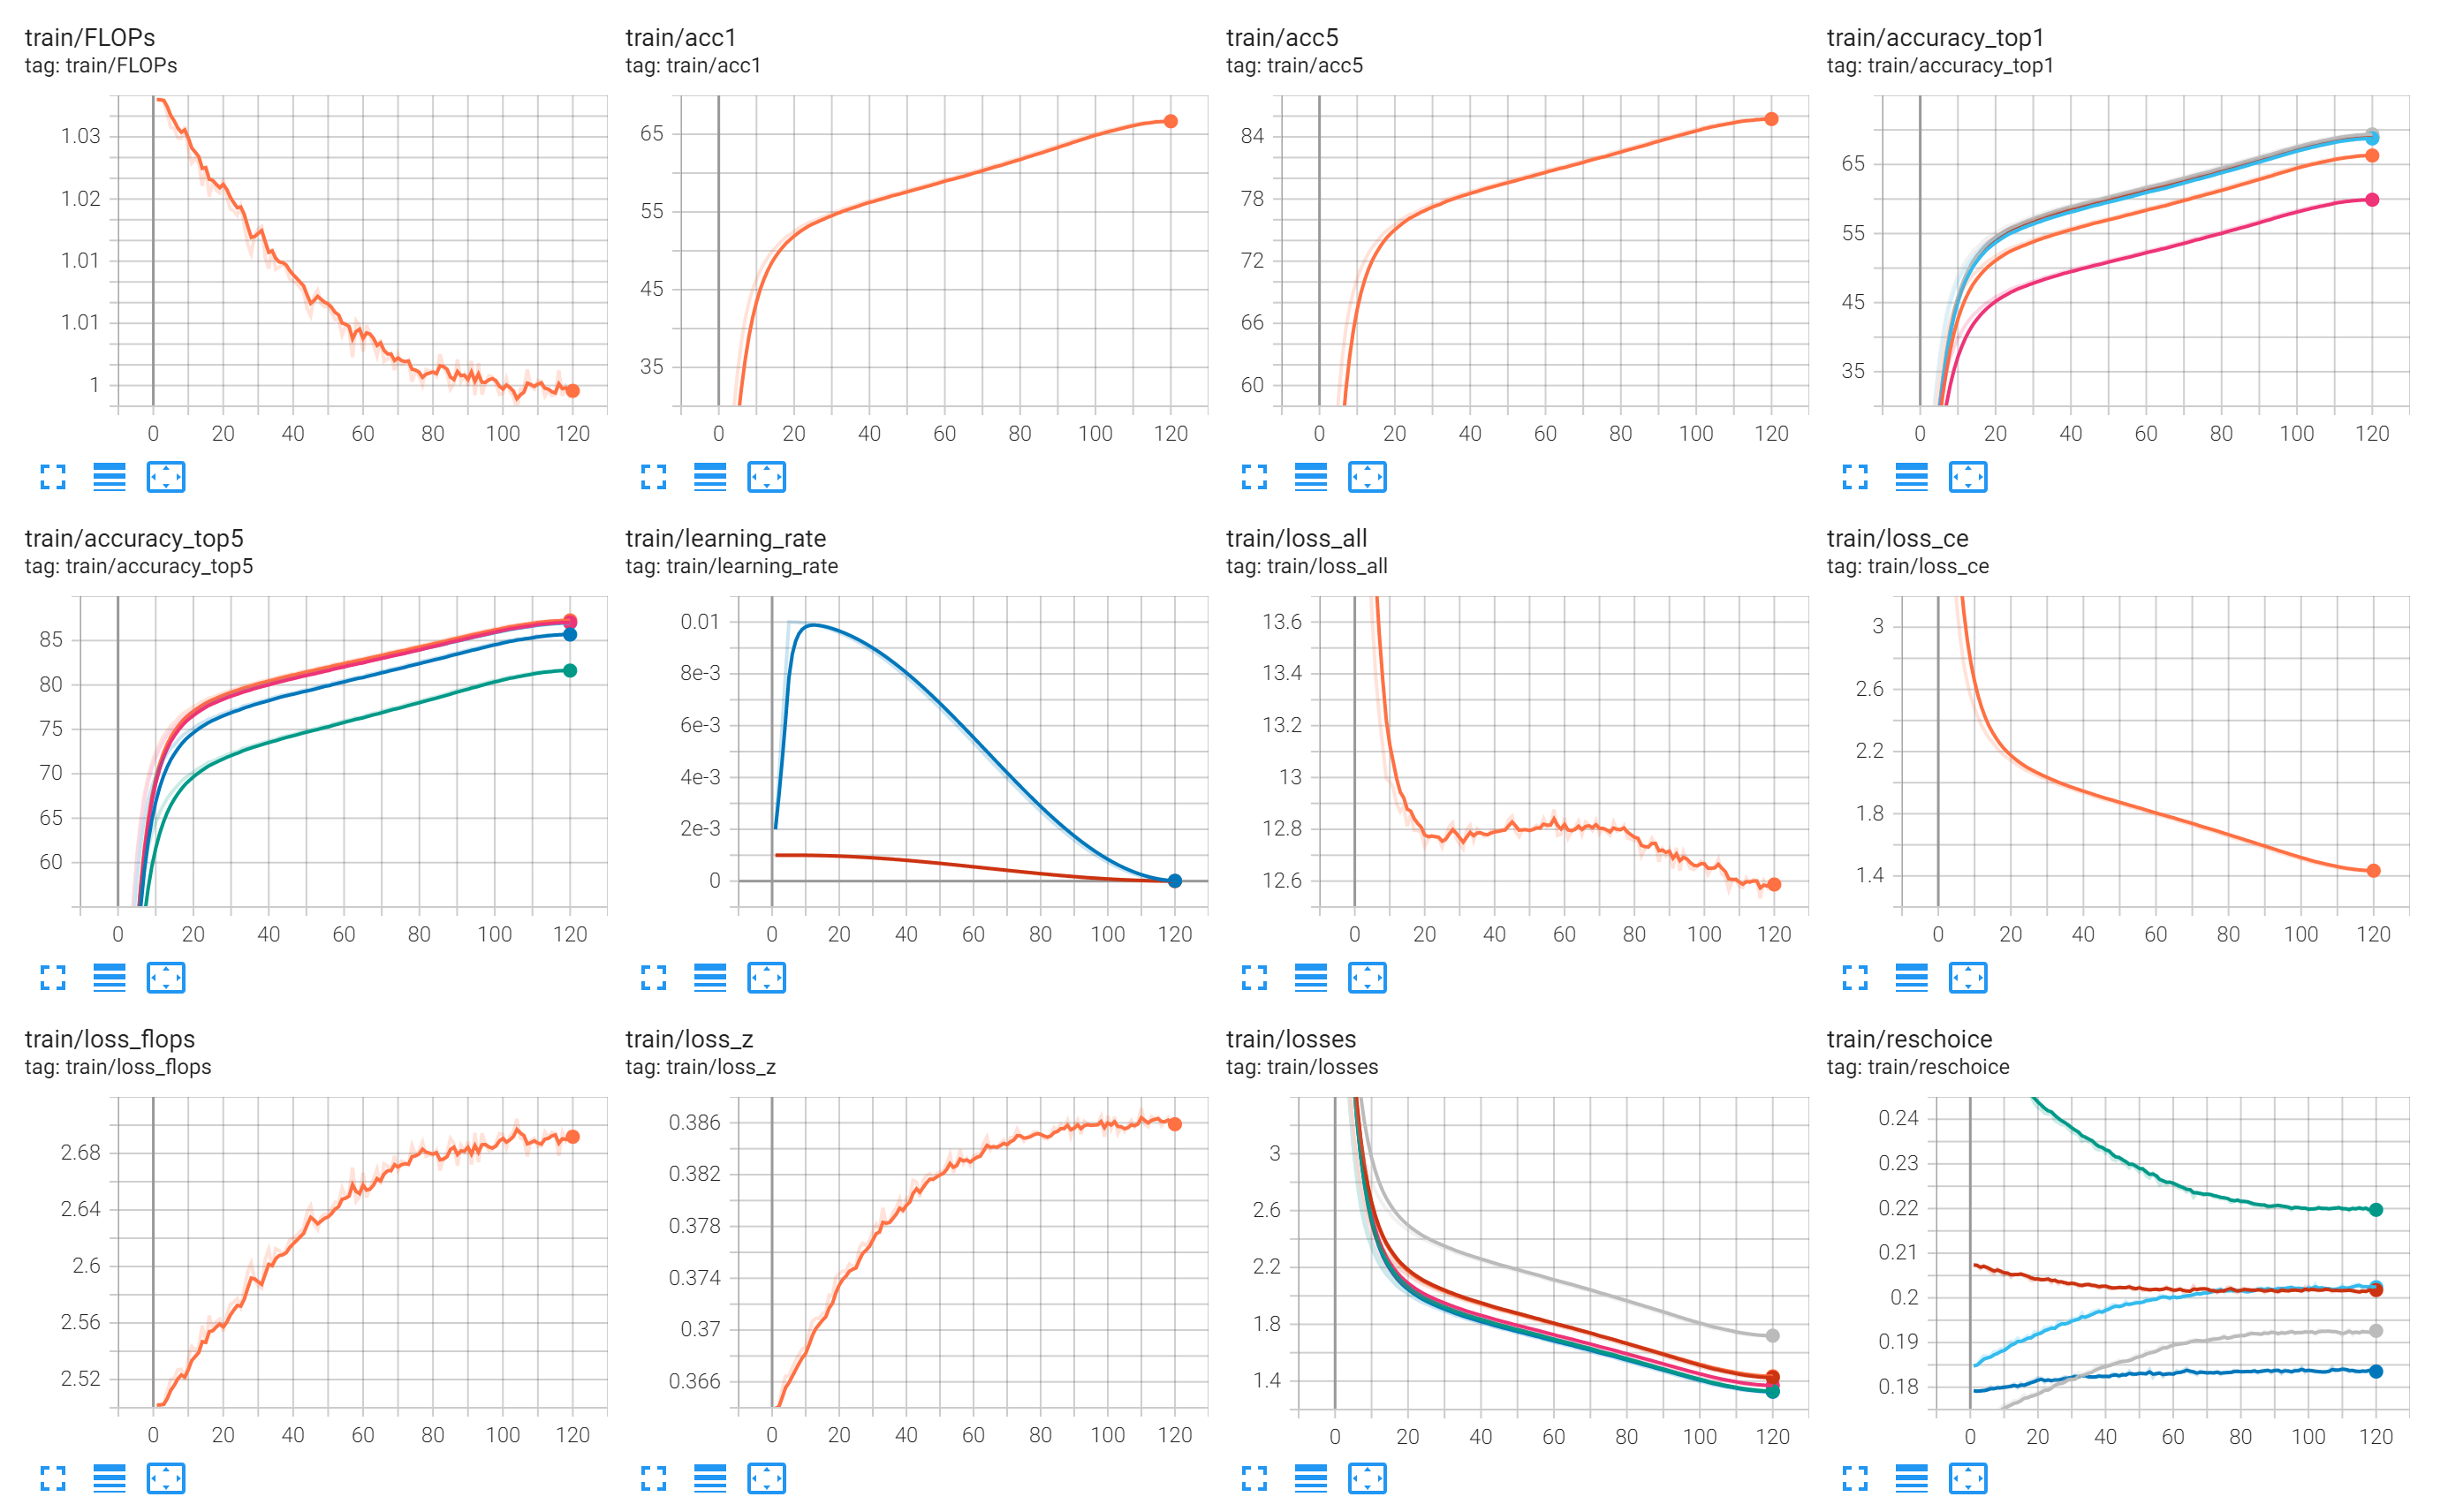 train/FLOPs
tag: train/FLOPs
1.03
1.02
1.01
1.01
1
0 20 40 60 80 100 120
train/acc1
tag: train/acc1
65
55
45
35
0 20 40 60 80 100 120
train/acc5
tag: train/acc5
84
78
72
66
60
0 20 40 60 80 100 120
train/accuracy_top1
tag: train/accuracy_top1
65
55
45
35
0 20 40 60 80 100 120
train/accuracy_top5
tag: train/accuracy_top5
85
80
75
70
65
60
0 20 40 60 80 100 120
train/learning_rate
tag: train/learning_rate
0.01
8e-3
6e-3
4e-3
2e-3
0
0 20 40 60 80 100 120
train/loss_all
tag: train/loss_all
13.6
13.4
13.2
13
12.8
12.6
0 20 40 60 80 100 120
train/loss_ce
tag: train/loss_ce
3
2.6
2.2
1.8
1.4
0 20 40 60 80 100 120
train/loss_flops
tag: train/loss_flops
2.68
2.64
2.6
2.56
2.52
0 20 40 60 80 100 120
train/loss_z
tag: train/loss_z
0.386
0.382
0.378
0.374
0.37
0.366
0 20 40 60 80 100 120
train/losses
tag: train/losses
3
2.6
2.2
1.8
1.4
0 20 40 60 80 100 120
train/reschoice
tag: train/reschoice
0.24
0.23
0.22
0.21
0.2
0.19
0.18
0 20 40 60 80 100 120